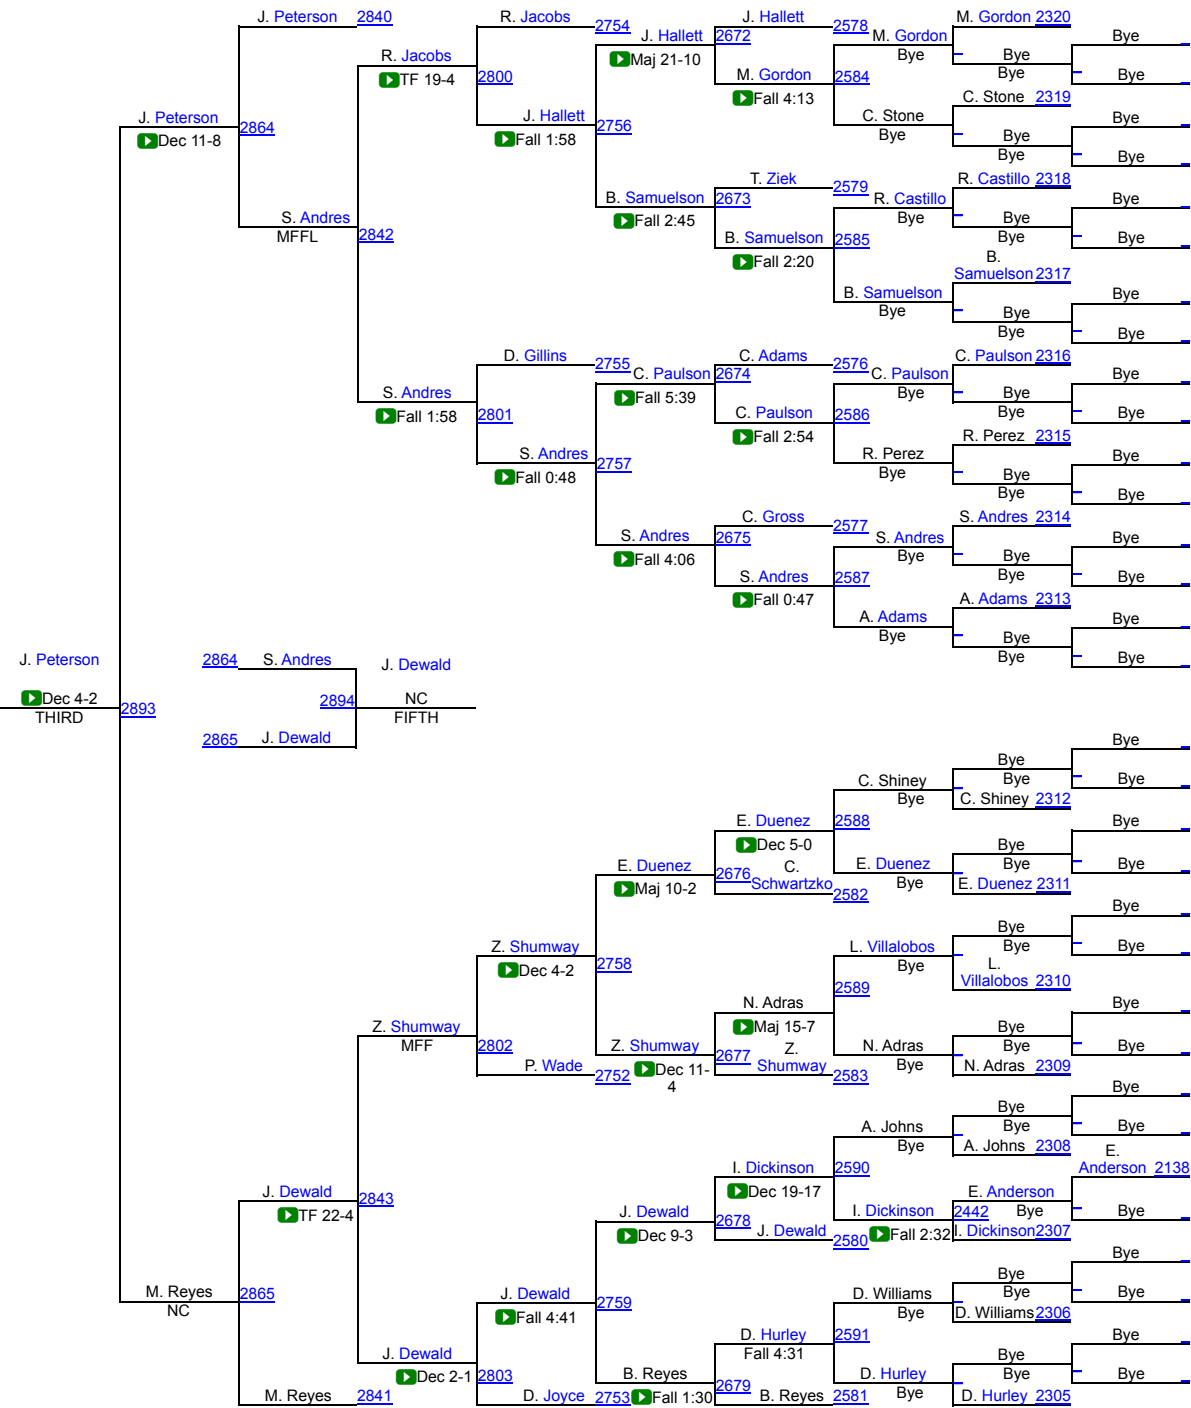 J. Peterson 2840
R. Jacobs 2754
J. Hallett 2578
M. Gordon 2320
Bye
J. Hallett 2672
M. Gordon
Bye
Bye
R. Jacobs
Maj 21-10
Bye
Bye
TF 19-4
2800
M. Gordon 2584
Fall 4:13
C. Stone 2319
J. Peterson
J. Hallett 2756
C. Stone
Bye
Dec 11-8
2864
Fall 1:58
Bye
Bye
Bye
Bye
T. Ziek 2579
R. Castillo 2318
B. Samuelson 2673
R. Castillo
Bye
S. Andres
Fall 2:45
Bye
Bye
MFFL
2842
B. Samuelson 2585
Bye
Bye
Fall 2:20
B.
Samuelson 2317
B. Samuelson
Bye
Bye
Bye
Bye
Bye
D. Gillins 2755
C. Adams 2576
C. Paulson 2316
C. Paulson 2674
C. Paulson
Bye
S. Andres
Fall 5:39
Bye
Bye
Fall 1:58
2801
C. Paulson 2586
Bye
Bye
Fall 2:54
R. Perez 2315
S. Andres 2757
R. Perez
Bye
Fall 0:48
Bye
Bye
Bye
Bye
C. Gross 2577
S. Andres 2314
S. Andres 2675
S. Andres
Bye
Fall 4:06
Bye
Bye
S. Andres 2587
Bye
Bye
Fall 0:47
A. Adams 2313
A. Adams
Bye
Bye
Bye
J. Peterson
2864 S. Andres
J. Dewald
Bye
Bye
Dec 4-2
2893
2894
NC
THIRD
FIFTH
2865 J. Dewald
Bye
Bye
C. Shiney
Bye
Bye
Bye
C. Shiney 2312
E. Duenez 2588
Bye
Dec 5-0
Bye
E. Duenez
C.
E. Duenez
Bye
Bye
Maj 10-2
2676 Schwartzko 2582
Bye
E. Duenez 2311
Bye
Z. Shumway
L. Villalobos
Bye
Dec 4-2
2758
Bye
Bye
Bye
L.
Villalobos 2310
2589
N. Adras
Bye
Z. Shumway
Maj 15-7
Bye
MFF
2802
Z. Shumway 2677
Z.
N. Adras
Bye
Bye
P. Wade 2752
Dec 11-
4
Shumway 2583
Bye
N. Adras 2309
Bye
Bye
A. Johns
Bye
Bye
Bye
A. Johns 2308
E.
I. Dickinson 2590
Anderson 2138
J. Dewald
Dec 19-17
E. Anderson
TF 22-4
2843
J. Dewald
I. Dickinson
2442 Bye
Bye
Dec 9-3
2678 J. Dewald 2580
Fall 2:32
I. Dickinson 2307
Bye
Bye
M. Reyes
2865
J. Dewald
2759
D. Williams
Bye
Bye
NC
Fall 4:41
Bye
D. Williams 2306
D. Hurley 2591
Bye
J. Dewald
Fall 4:31
Bye
Dec 2-1
2803
B. Reyes
2679
D. Hurley
Bye
Bye
M. Reyes 2841
D. Joyce 2753
Fall 1:30
B. Reyes 2581
Bye
D. Hurley 2305